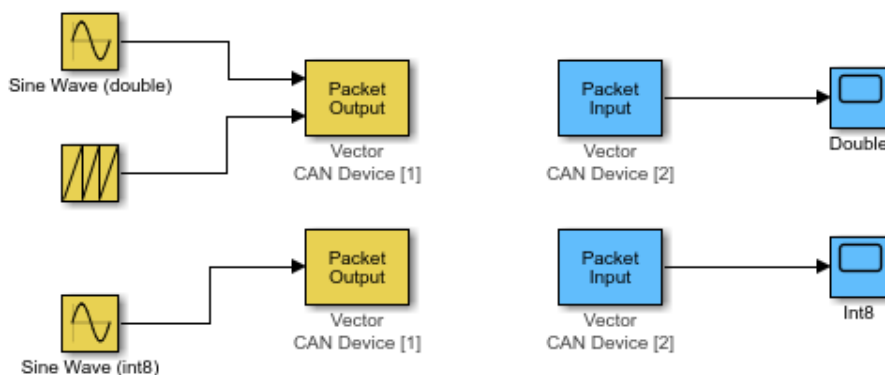 Sine Wave (double)
Packet
Output
Vector
CAN Device [1]
Packet
Input
Vector
CAN Device [2]
Double
Packet
Output
Vector
CAN Device [1]
Sine Wave (int8)
Packet
Input
Vector
CAN Device [2]
Int8